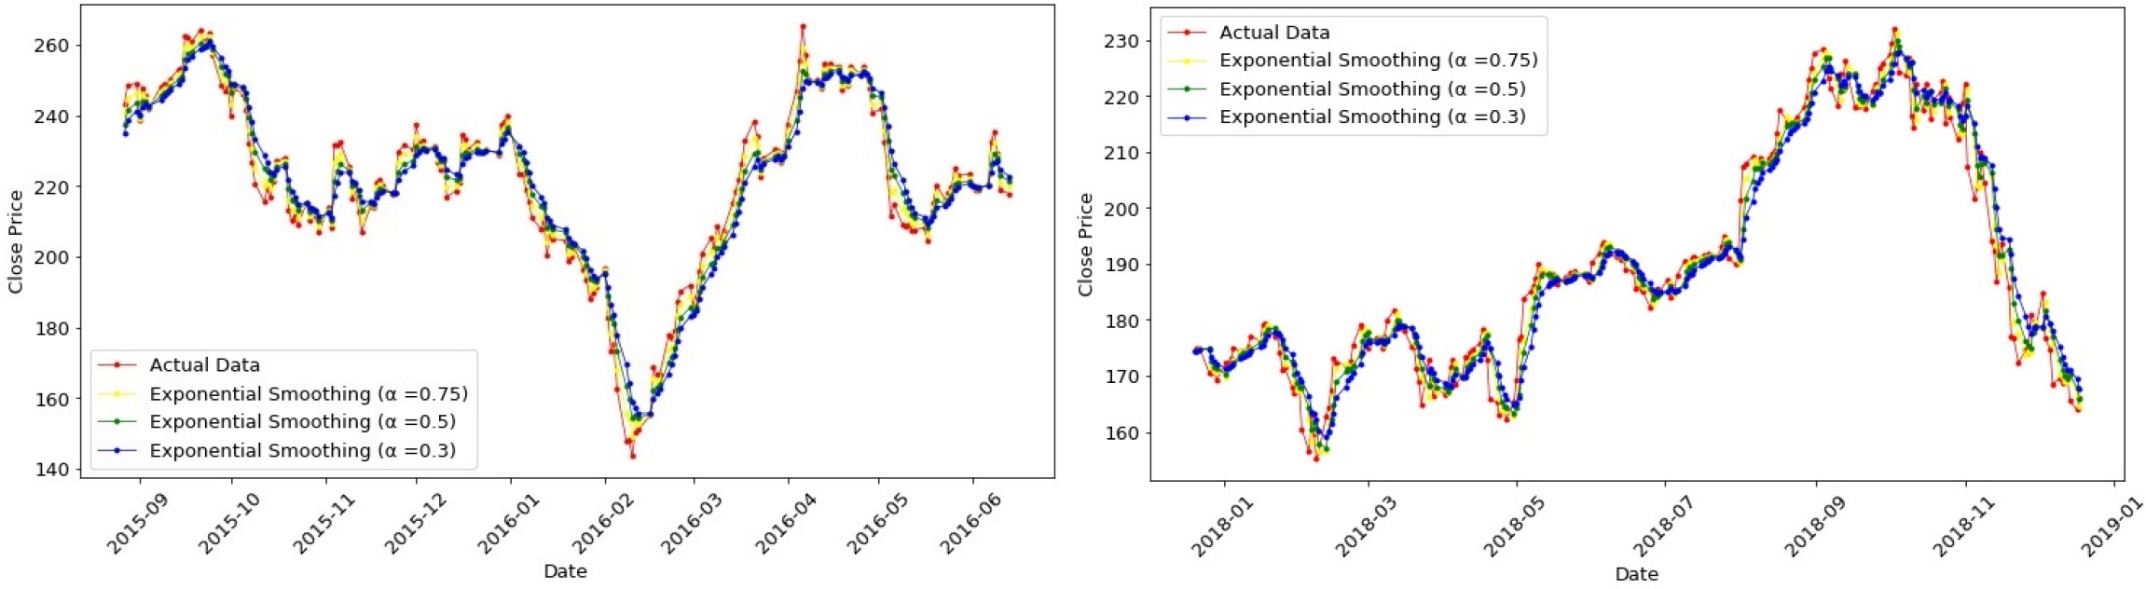 260
240
220
200
180
160
140
Close Price
Actual Data
Exponential Smoothing (α =0.75)
Exponential Smoothing (α =0.5)
Exponential Smoothing (α =0.3)
2015-09
2015-10
2015-11
2015-12
2016-01
2016-02
2016-03
2016-04
2016-05
2016-06
Date
230
220
210
200
190
180
170
160
Close Price
Actual Data
Exponential Smoothing (α =0.75)
Exponential Smoothing (α =0.5)
Exponential Smoothing (α =0.3)
2018-01
2018-03
2018-05
2018-07
2018-09
2018-11
2019-01
Date